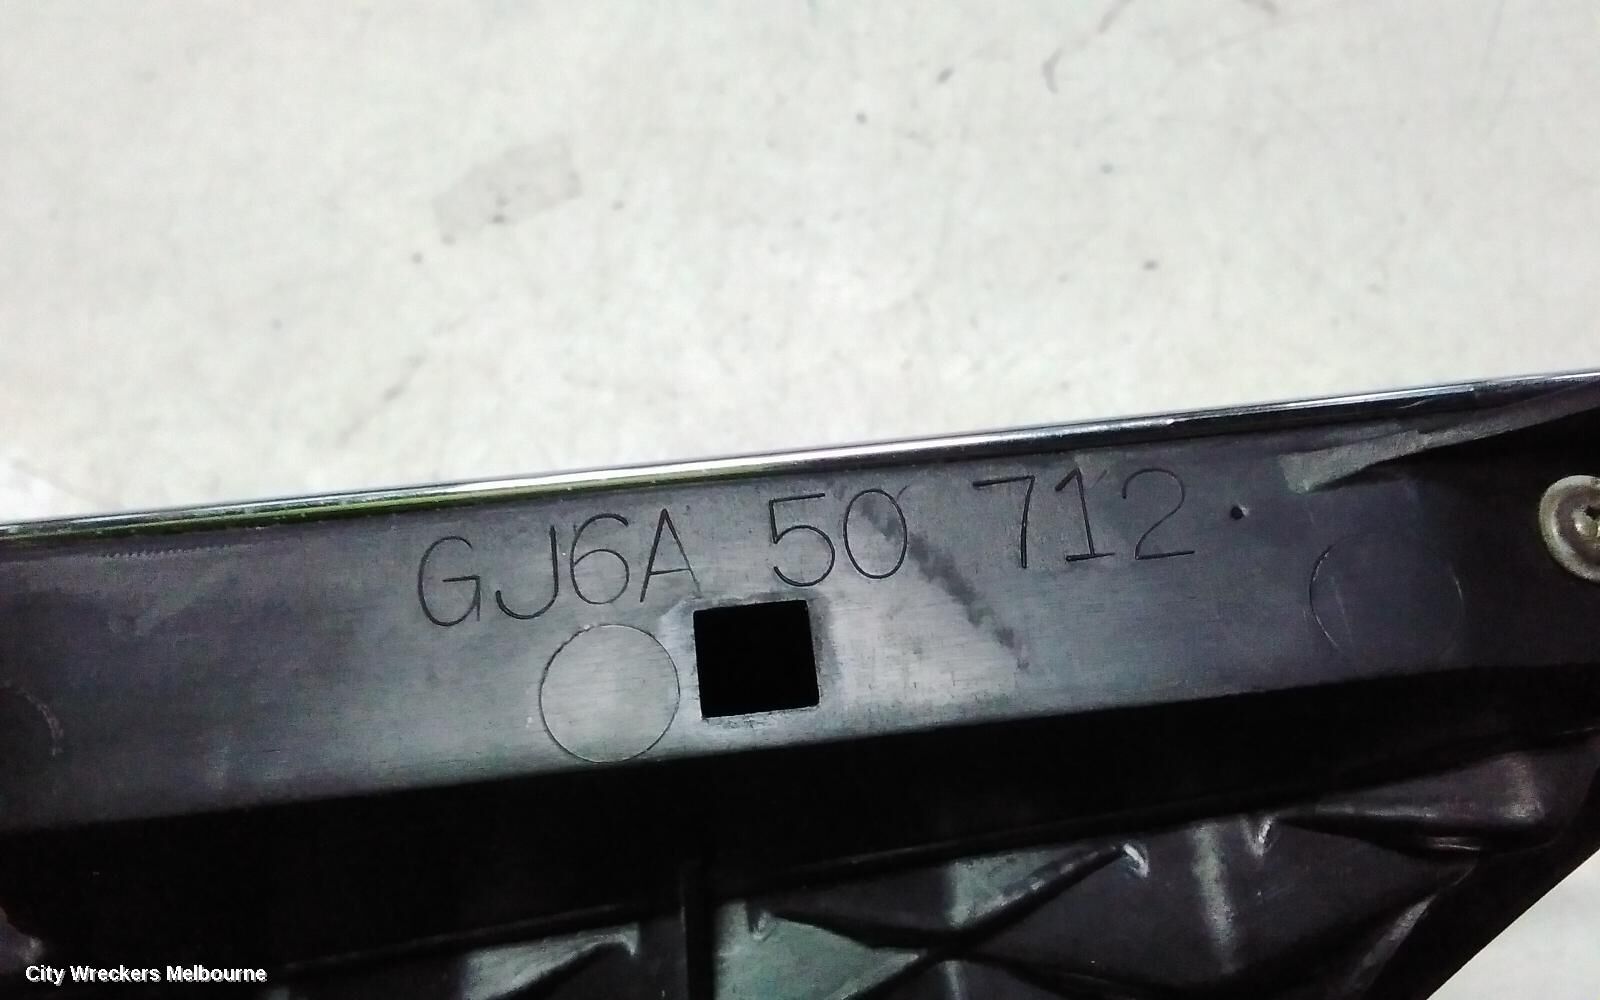 GJ6A 50 712
City Wreckers Melbourne